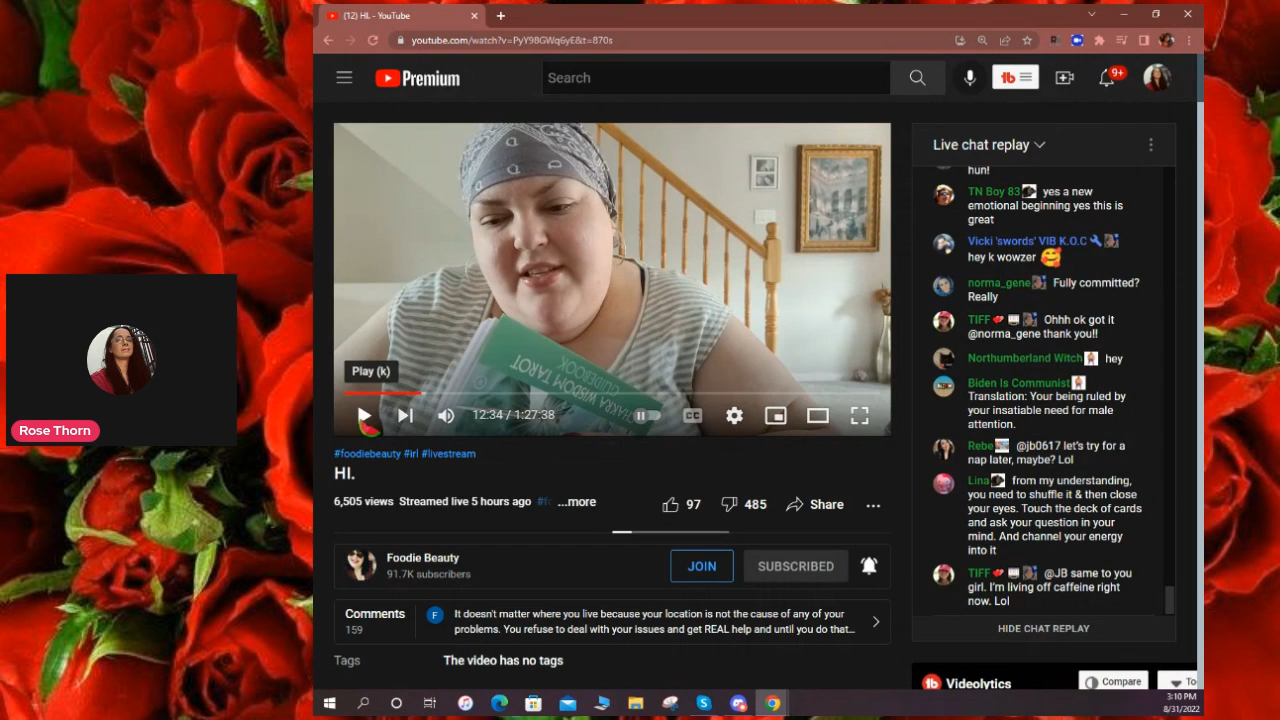 (12) HI. - YouTube
youtube.com/watch?v=PyY9BGWq6yE&t=870s
Premium
Search
9+
Live chat replay
hun!
TN Boy 83 yes a new
emotional beginning yes this is
great
Vicki 'swords' VIB K.O.C
hey k wowzer
norma_gene Fully committed?
Really
TIFF Ohhh ok got it
@norma_gene thank you!!
Northumberland Witch hey
Biden Is Communist
Translation: Your being ruled by
your insatiable need for male
attention.
Rebe @jb0617 let's try for a
nap later, maybe? Lol
Lina from my understanding,
you need to shuffle it & then close
your eyes. Touch the deck of cards
and ask your question in your
mind. And channel your energy
into it
TIFF @JB same to you
girl. I'm living off caffeine right
now. Lol
HIDE CHAT REPLAY
CHAKRA WISDOM TAROT
GUIDEBOOK
Play (k)
12:34 / 1:27:38
CC
#foodiebeauty #irl #livestream
HI.
6,505 views Streamed live 5 hours ago ...more
97
485
Share
Foodie Beauty
91.7K subscribers
JOIN
SUBSCRIBED
Comments
159
F
It doesn't matter where you live because your location is not the cause of any of your
problems. You refuse to deal with your issues and get REAL help and until you do that...
Tags
The video has no tags
tb Videolytics
Compare
To
Rose Thorn
3:10 PM
8/31/2022